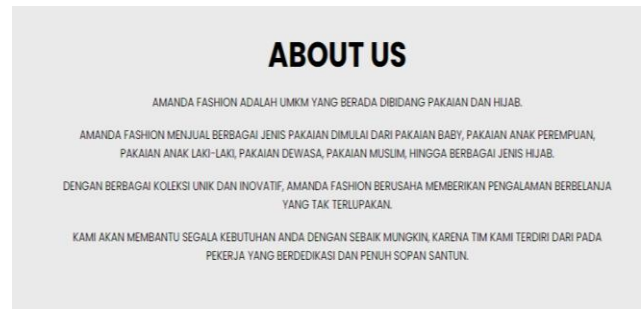 ABOUT US
AMANDA FASHION ADALAH UMKM YANG BERADA DIBIDANG PAKAIAN DAN HIJAB.
AMANDA FASHION MENJUAL BERBAGAI JENIS PAKAIAN DIMULAI DARI PAKAIAN BABY, PAKAIAN ANAK PEREMPUAN,
PAKAIAN ANAK LAKI-LAKI, PAKAIAN DEWASA, PAKAIAN MUSLIM, HINGGA BERBAGAI JENIS HIJAB.
DENGAN BERBAGAI KOLEKSI UNIK DAN INOVATIF, AMANDA FASHION BERUSAHA MEMBERIKAN PENGALAMAN BERBELANJA
YANG TAK TERLUPAKAN.
KAMI AKAN MEMBANTU SEGALA KEBUTUHAN ANDA DENGAN SEBAIK MUNGKIN, KARENA TIM KAMI TERDIRI DARI PADA
PEKERJA YANG BERDEDIKASI DAN PENUH SOPAN SANTUN.